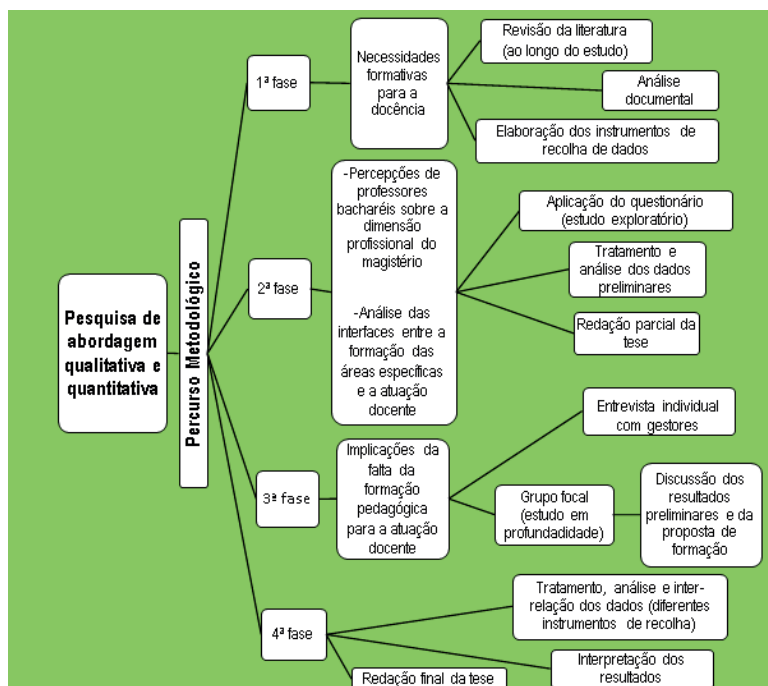 Pesquisa de
abordagem
qualitativa e
quantitativa
Percurso Metodológico
1ª fase
Necessidades
formativas
para a
docência
Revisão da literatura
(ao longo do estudo)
Análise
documental
Elaboração dos instrumentos de
recolha de dados
2ª fase
-Percepções de
professores
bacharéis sobre a
dimensão
profissional do
magistério
-Análise das
interfaces entre a
formação das
áreas específicas
e a atuação
docente
Aplicação do questionário
(estudo exploratório)
Tratamento e
análise dos dados
preliminares
Redação parcial da
tese
3ª fase
Implicações da
falta da
formação
pedagógica
para a atuação
docente
Entrevista individual
com gestores
Grupo focal
(estudo em
profundadidade)
Discussão dos
resultados
preliminares e da
proposta de
formação
4ª fase
Tratamento, análise e inter-
relação dos dados (diferentes
instrumentos de recolha)
Interpretação dos
resultados
Redação final da tese